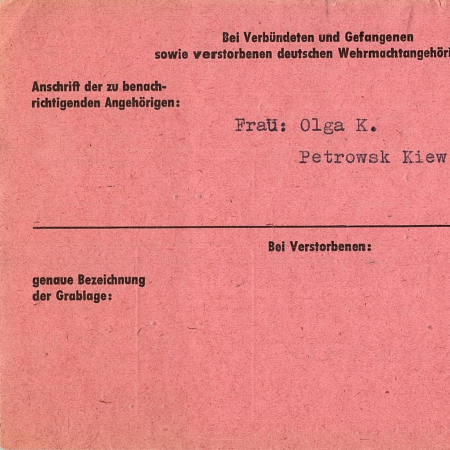 Bei Verbündeten und Gefangenen
sowie verstorbenen deutschen Wehrmachtangehöri
Anschrift der zu benach-
richtigenden Angehörigen:
Fraü: Olga K.
Petrowsk Kiew
Bei Verstorbenen:
genaue Bezeichnung
der Grablage: